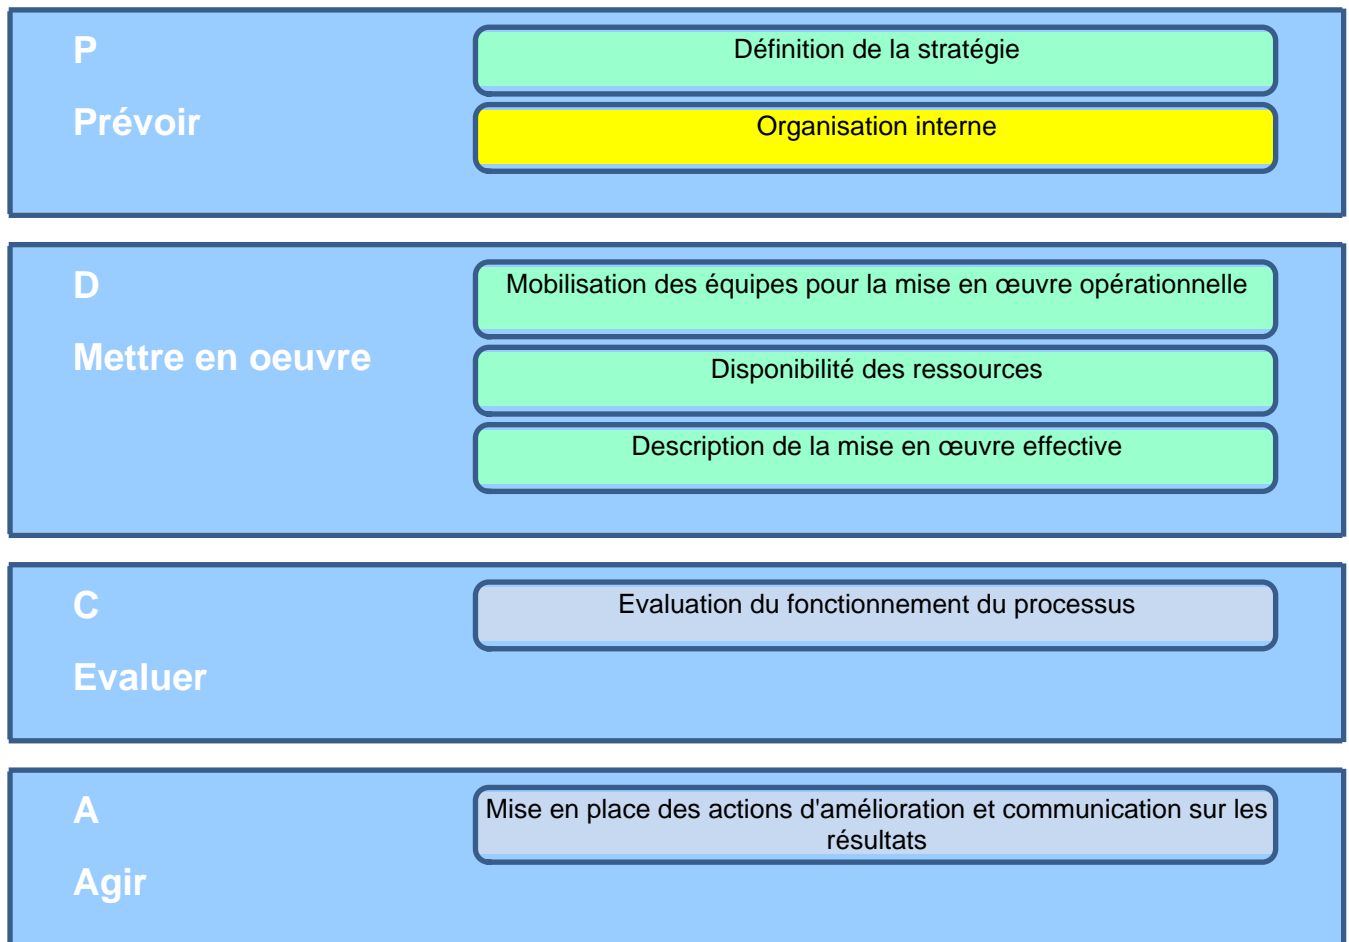 P
Définition de la stratégie
Prévoir
Organisation interne
D
Mobilisation des équipes pour la mise en œuvre opérationnelle
Mettre en oeuvre
Disponibilité des ressources
Description de la mise en œuvre effective
C
Evaluation du fonctionnement du processus
Evaluer
A
Mise en place des actions d'amélioration et communication sur les
résultats
Agir